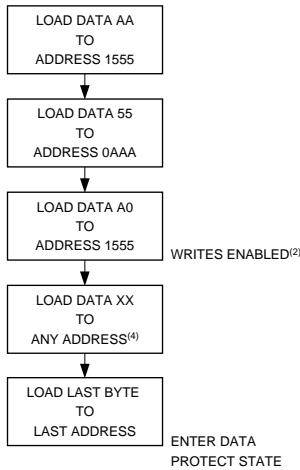 LOAD DATA AA
TO
ADDRESS 1555
LOAD DATA 55
TO
ADDRESS 0AAA
LOAD DATA A0
TO
ADDRESS 1555
WRITES ENABLED(2)
LOAD DATA XX
TO
ANY ADDRESS(4)
LOAD LAST BYTE
TO
LAST ADDRESS
ENTER DATA
PROTECT STATE